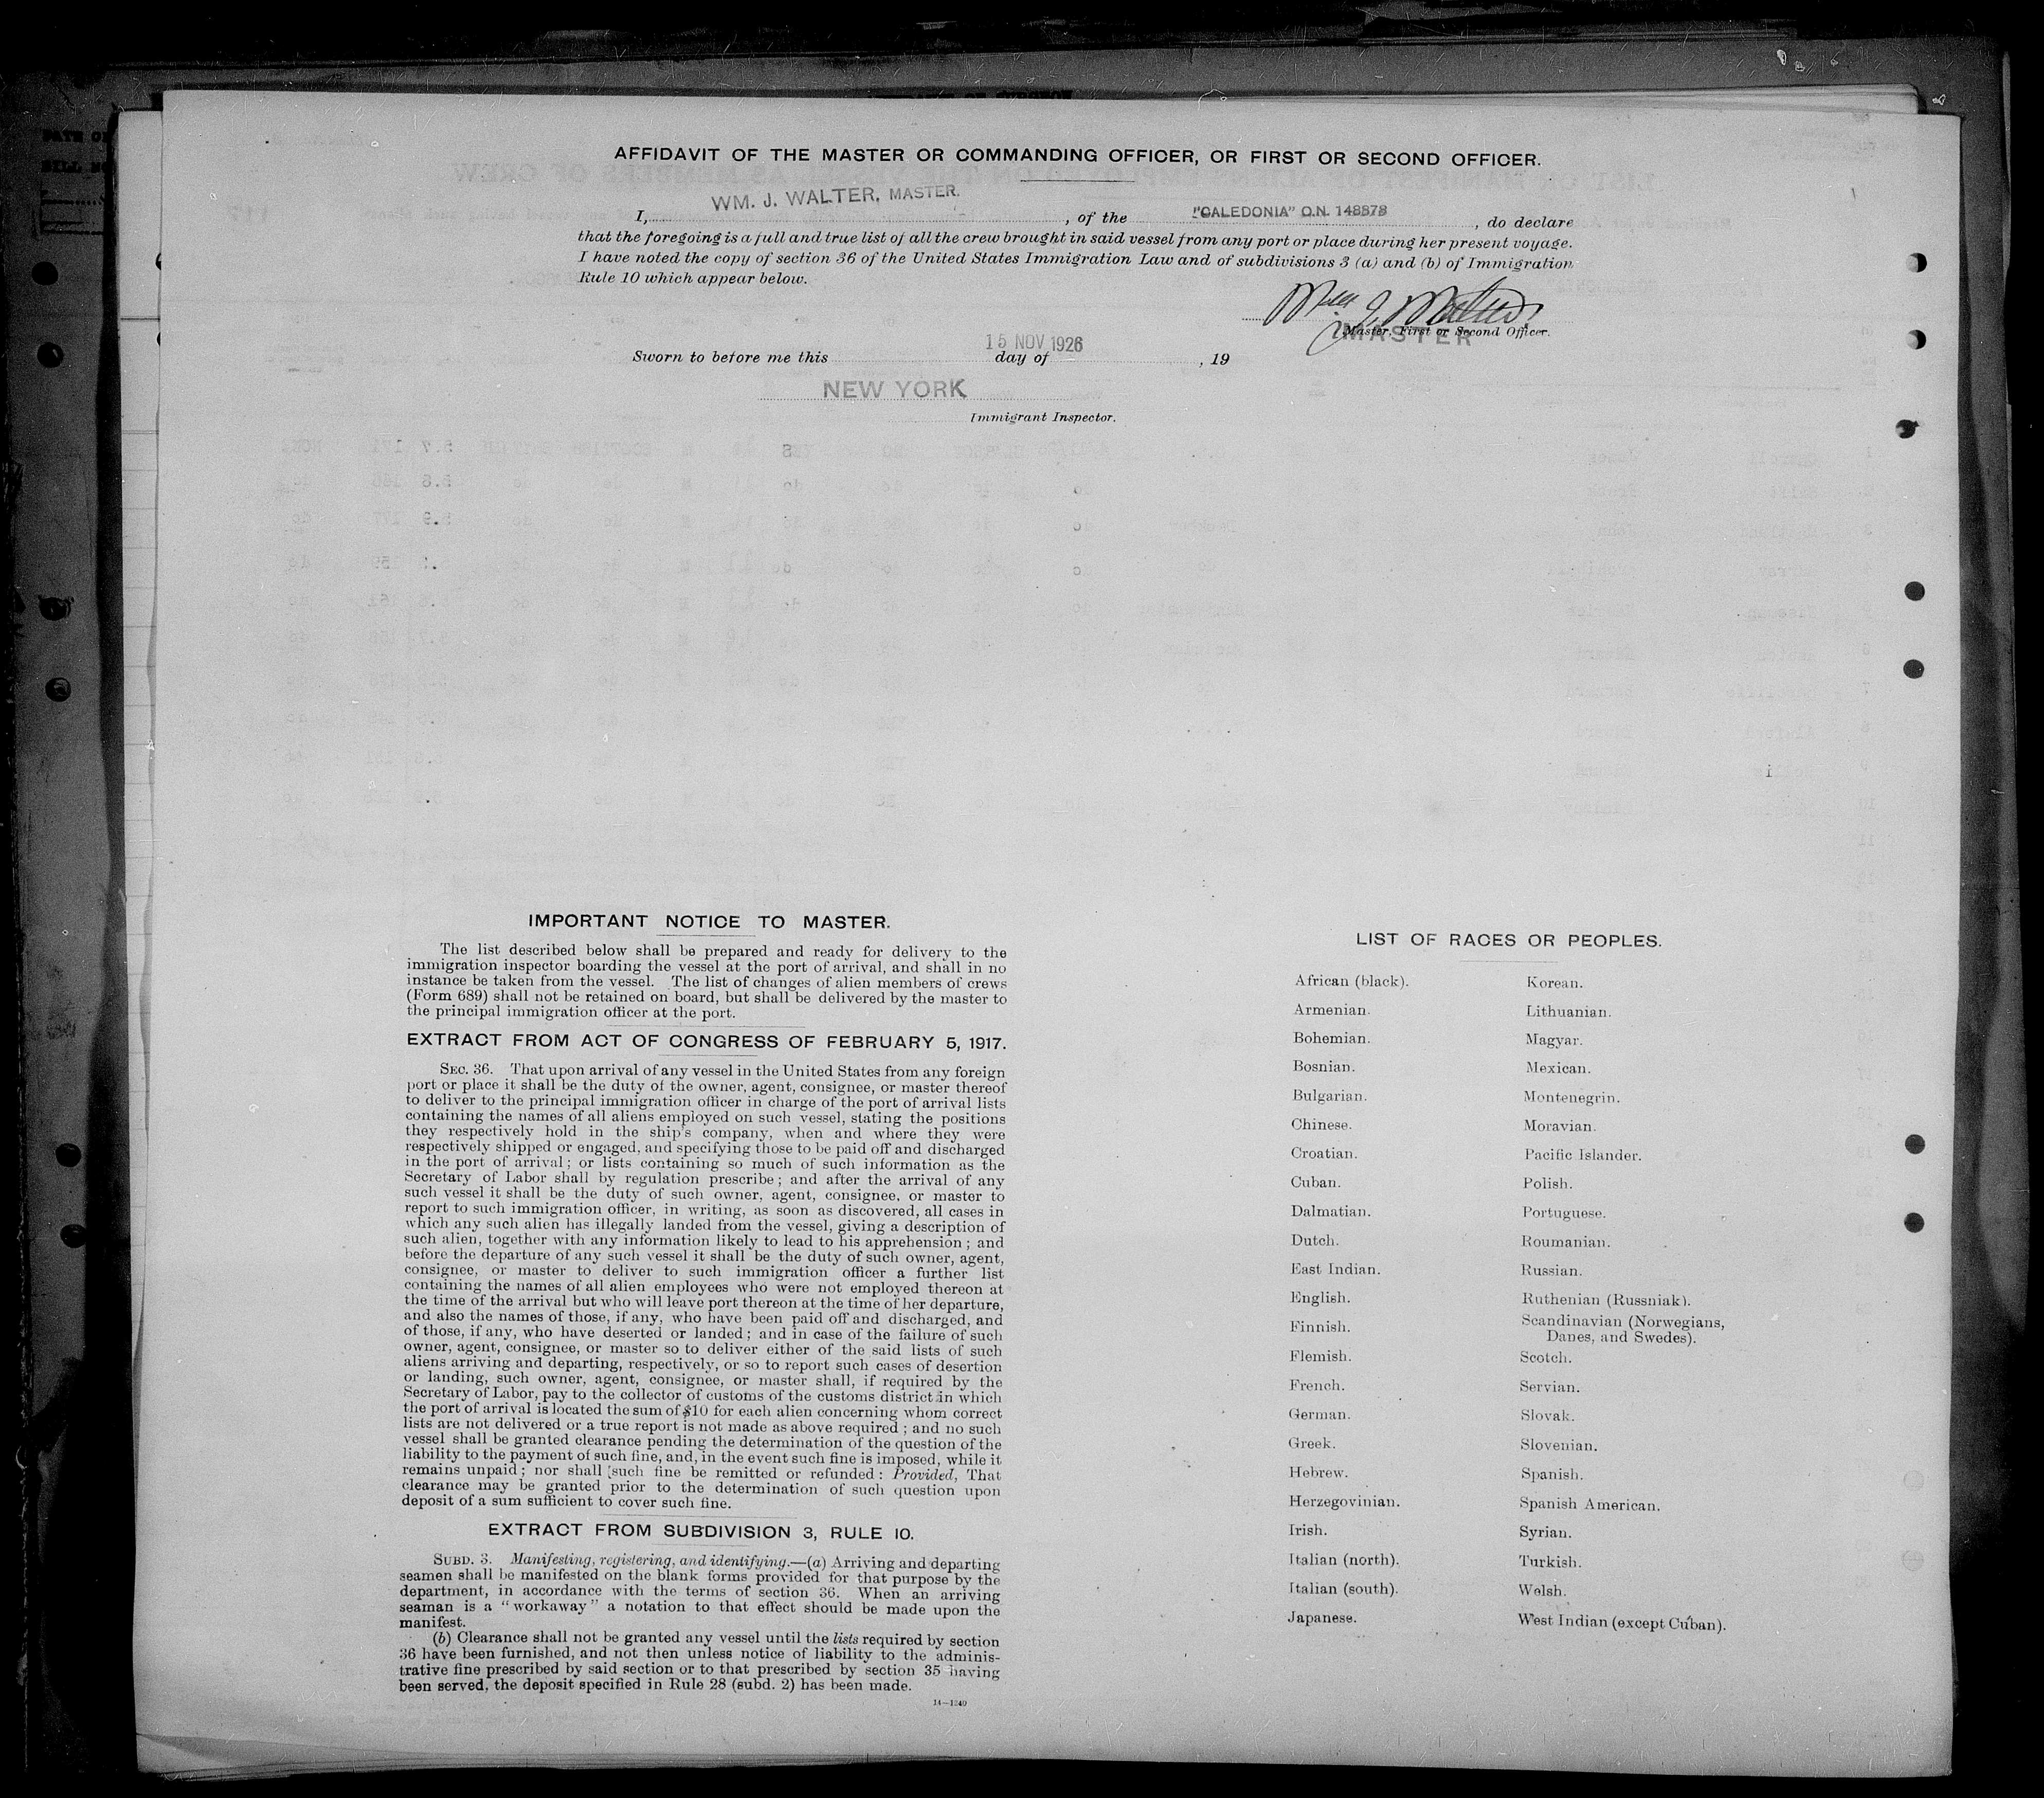 AFFIDAVIT OF THE MASTER OR COMMANDING OFFICER, OR FIRST OR SECOND OFFICER.
I, WM. J. WALTER, MASTER. , of the "CALEDONIA" O.N. 148878 , do declare
that the foregoing is a full and true list of all the crew brought in said vessel from any port or place during her present voyage.
I have noted the copy of section 36 of the United States Immigration Law and of subdivisions 3 (a) and (b) of Immigration
Rule 10 which appear below.
Wm J. Walter
Master, First or Second Officer.
MASTER
15 NOV 1926
Sworn to before me this day of , 19
NEW YORK
Immigrant Inspector.
IMPORTANT NOTICE TO MASTER.
The list described below shall be prepared and ready for delivery to the
immigration inspector boarding the vessel at the port of arrival, and shall in no
instance be taken from the vessel. The list of changes of alien members of crews
(Form 689) shall not be retained on board, but shall be delivered by the master to
the principal immigration officer at the port.
EXTRACT FROM ACT OF CONGRESS OF FEBRUARY 5, 1917.
SEC. 36. That upon arrival of any vessel in the United States from any foreign
port or place it shall be the duty of the owner, agent, consignee, or master thereof
to deliver to the principal immigration officer in charge of the port of arrival lists
containing the names of all aliens employed on such vessel, stating the positions
they respectively hold in the ship's company, when and where they were
respectively shipped or engaged, and specifying those to be paid off and discharged
in the port of arrival; or lists containing so much of such information as the
Secretary of Labor shall by regulation prescribe; and after the arrival of any
such vessel it shall be the duty of such owner, agent, consignee, or master to
report to such immigration officer, in writing, as soon as discovered, all cases in
which any such alien has illegally landed from the vessel, giving a description of
such alien, together with any information likely to lead to his apprehension; and
before the departure of any such vessel it shall be the duty of such owner, agent,
consignee, or master to deliver to such immigration officer a further list
containing the names of all alien employees who were not employed thereon at
the time of the arrival but who will leave port thereon at the time of her departure,
and also the names of those, if any, who have been paid off and discharged, and
of those, if any, who have deserted or landed; and in case of the failure of such
owner, agent, consignee, or master so to deliver either of the said lists of such
aliens arriving and departing, respectively, or so to report such cases of desertion
or landing, such owner, agent, consignee, or master shall, if required by the
Secretary of Labor, pay to the collector of customs of the customs district in which
the port of arrival is located the sum of $10 for each alien concerning whom correct
lists are not delivered or a true report is not made as above required; and no such
vessel shall be granted clearance pending the determination of the question of the
liability to the payment of such fine, and, in the event such fine is imposed, while it
remains unpaid; nor shall such fine be remitted or refunded: Provided, That
clearance may be granted prior to the determination of such question upon
deposit of a sum sufficient to cover such fine.
EXTRACT FROM SUBDIVISION 3, RULE 10.
SUBD. 3. Manifesting, registering, and identifying.—(a) Arriving and departing
seamen shall be manifested on the blank forms provided for that purpose by the
department, in accordance with the terms of section 36. When an arriving
seaman is a "workaway" a notation to that effect should be made upon the
manifest.
(b) Clearance shall not be granted any vessel until the lists required by section
36 have been furnished, and not then unless notice of liability to the adminis-
trative fine prescribed by said section or to that prescribed by section 35 having
been served, the deposit specified in Rule 28 (subd. 2) has been made.
14—1240
LIST OF RACES OR PEOPLES.
African (black).
Armenian.
Bohemian.
Bosnian.
Bulgarian.
Chinese.
Croatian.
Cuban.
Dalmatian.
Dutch.
East Indian.
English.
Finnish.
Flemish.
French.
German.
Greek.
Hebrew.
Herzegovinian.
Irish.
Italian (north).
Italian (south).
Japanese.
Korean.
Lithuanian.
Magyar.
Mexican.
Montenegrin.
Moravian.
Pacific Islander.
Polish.
Portuguese.
Roumanian.
Russian.
Ruthenian (Russniak).
Scandinavian (Norwegians,
Danes, and Swedes).
Scotch.
Servian.
Slovak.
Slovenian.
Spanish.
Spanish American.
Syrian.
Turkish.
Welsh.
West Indian (except Cuban).